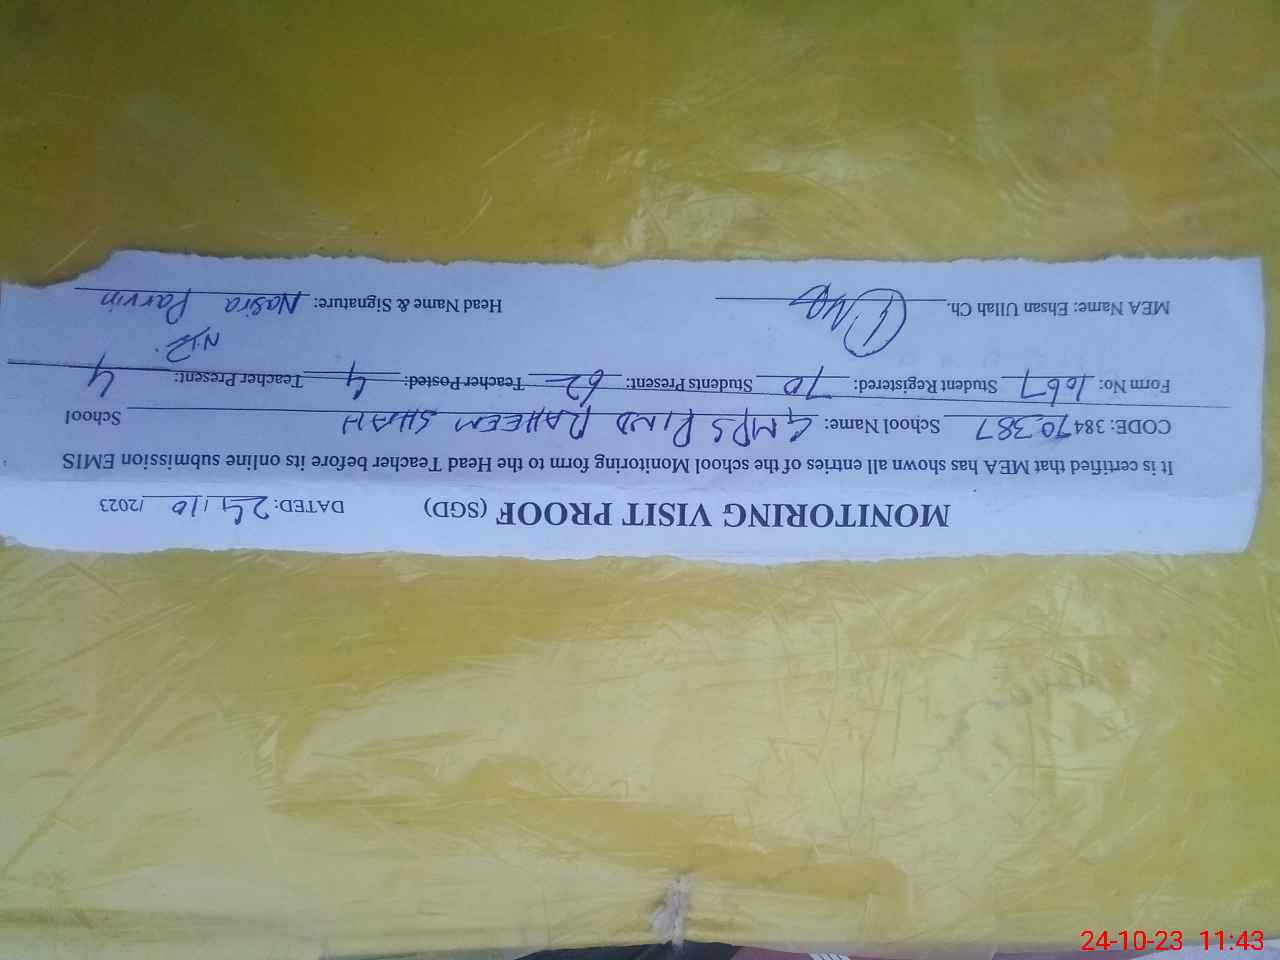 MONITORING VISIT PROOF (SGD) DATED: 24/10/2023
It is certified that MEA has shown all entries of the school Monitoring form to the Head Teacher before its online submission EMIS
CODE: 38470387 School Name: GMPS PIND RAHEEM SHAH School
Form No: 1067 Student Registered: 70 Students Present: 62 Teacher Posted: 4 Teacher Present: 4
MEA Name: Ehsan Ullah Ch. Head Name & Signature: Nasira Parvin
24-10-23 11:43